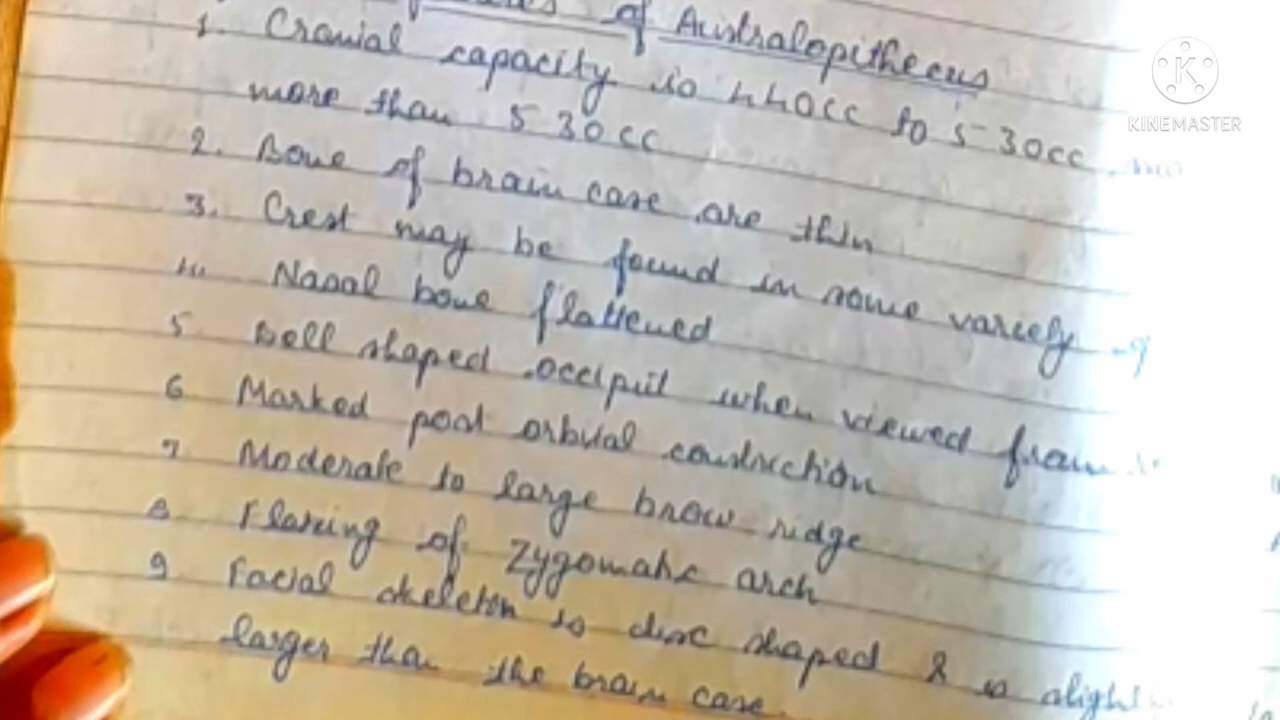 of Australopithecus
1. Cranial capacity is 440cc to 530cc
more than 530cc
2. Bone of brain case are thin
3. Crest may be found in some variety
4. Nasal bone flattened
5 Bell shaped occiput when viewed from
6 Marked post orbital constriction
7 Moderate to large brow ridge
8 Flaring of Zygomatic arch
9 Facial skeleton is disc shaped & is
larger than the brain case
K
KINEMASTER